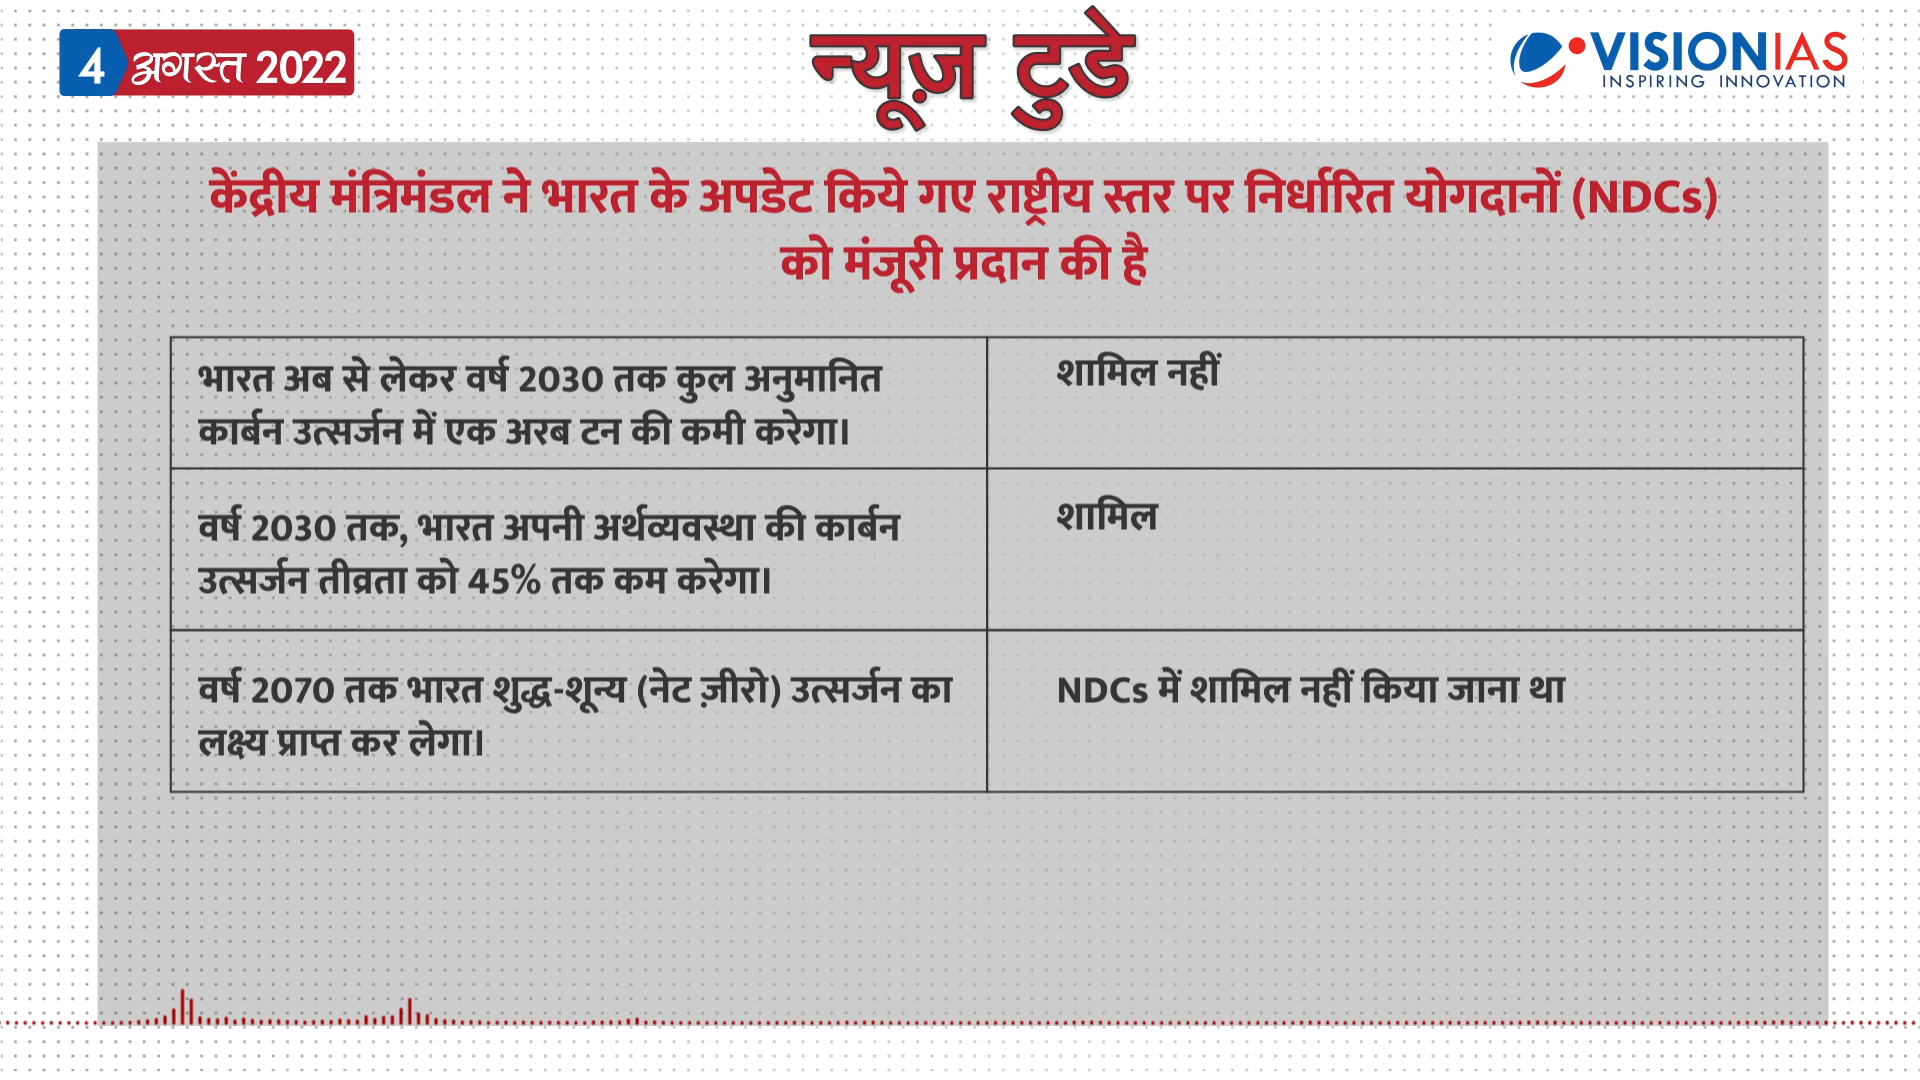 4 अगस्त 2022
न्यूज़ टुडे
VISIONIAS
INSPIRING INNOVATION
केंद्रीय मंत्रिमंडल ने भारत के अपडेट किये गए राष्ट्रीय स्तर पर निर्धारित योगदानों (NDCs)
को मंजूरी प्रदान की है
भारत अब से लेकर वर्ष 2030 तक कुल अनुमानित
कार्बन उत्सर्जन में एक अरब टन की कमी करेगा।
शामिल नहीं
वर्ष 2030 तक, भारत अपनी अर्थव्यवस्था की कार्बन
उत्सर्जन तीव्रता को 45% तक कम करेगा।
शामिल
वर्ष 2070 तक भारत शुद्ध-शून्य (नेट ज़ीरो) उत्सर्जन का
लक्ष्य प्राप्त कर लेगा।
NDCs में शामिल नहीं किया जाना था